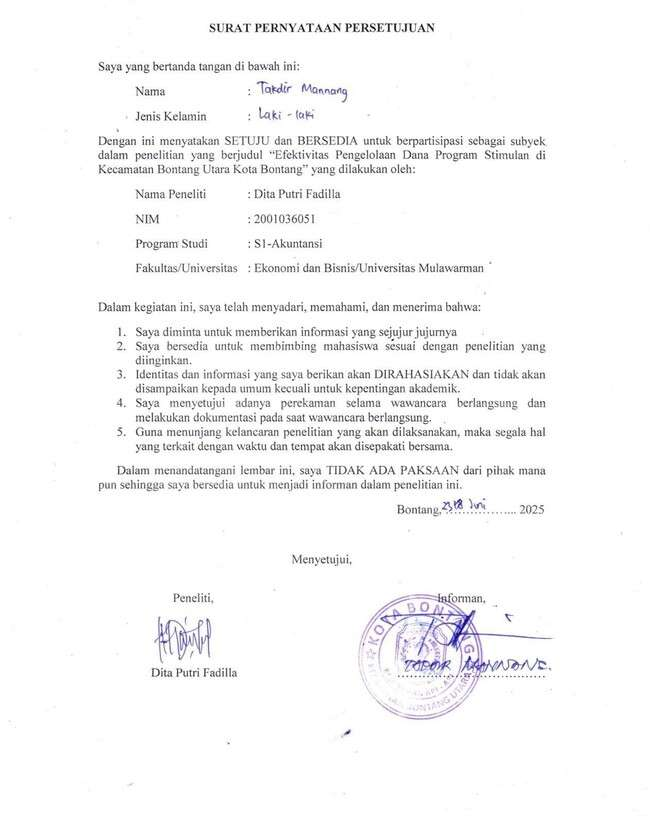 SURAT PERNYATAAN PERSETUJUAN
Saya yang bertanda tangan di bawah ini:
Nama : Takdir Mannang
Jenis Kelamin : Laki - laki
Dengan ini menyatakan SETUJU dan BERSEDIA untuk berpartisipasi sebagai subyek
dalam penelitian yang berjudul “Efektivitas Pengelolaan Dana Program Stimulan di
Kecamatan Bontang Utara Kota Bontang” yang dilakukan oleh:
Nama Peneliti : Dita Putri Fadilla
NIM : 2001036051
Program Studi : S1-Akuntansi
Fakultas/Universitas : Ekonomi dan Bisnis/Universitas Mulawarman
Dalam kegiatan ini, saya telah menyadari, memahami, dan menerima bahwa:
1. Saya diminta untuk memberikan informasi yang sejujur jujurnya
2. Saya bersedia untuk membimbing mahasiswa sesuai dengan penelitian yang
diinginkan.
3. Identitas dan informasi yang saya berikan akan DIRAHASIAKAN dan tidak akan
disampaikan kepada umum kecuali untuk kepentingan akademik.
4. Saya menyetujui adanya perekaman selama wawancara berlangsung dan
melakukan dokumentasi pada saat wawancara berlangsung.
5. Guna menunjang kelancaran penelitian yang akan dilaksanakan, maka segala hal
yang terkait dengan waktu dan tempat akan disepakati bersama.
Dalam menandatangani lembar ini, saya TIDAK ADA PAKSAAN dari pihak mana
pun sehingga saya bersedia untuk menjadi informan dalam penelitian ini.
Bontang, Juni 2025
Menyetujui,
Peneliti,
Informan,
KOTA BONTANG
Dita Putri Fadilla
BONTANG UTARA